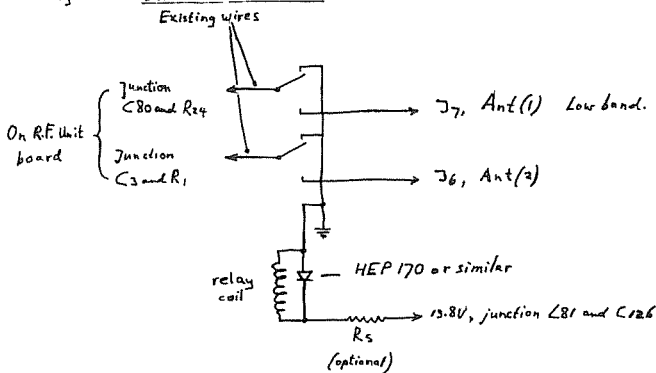 Existing wires
Junction
C80 and R24
J7, Ant(1) Low band.
On R.F. Unit
board
Junction
C3 and R1
J6, Ant(2)
HEP 170 or similar
relay
coil
13.8V, junction L81 and C126
Rs
(optional)